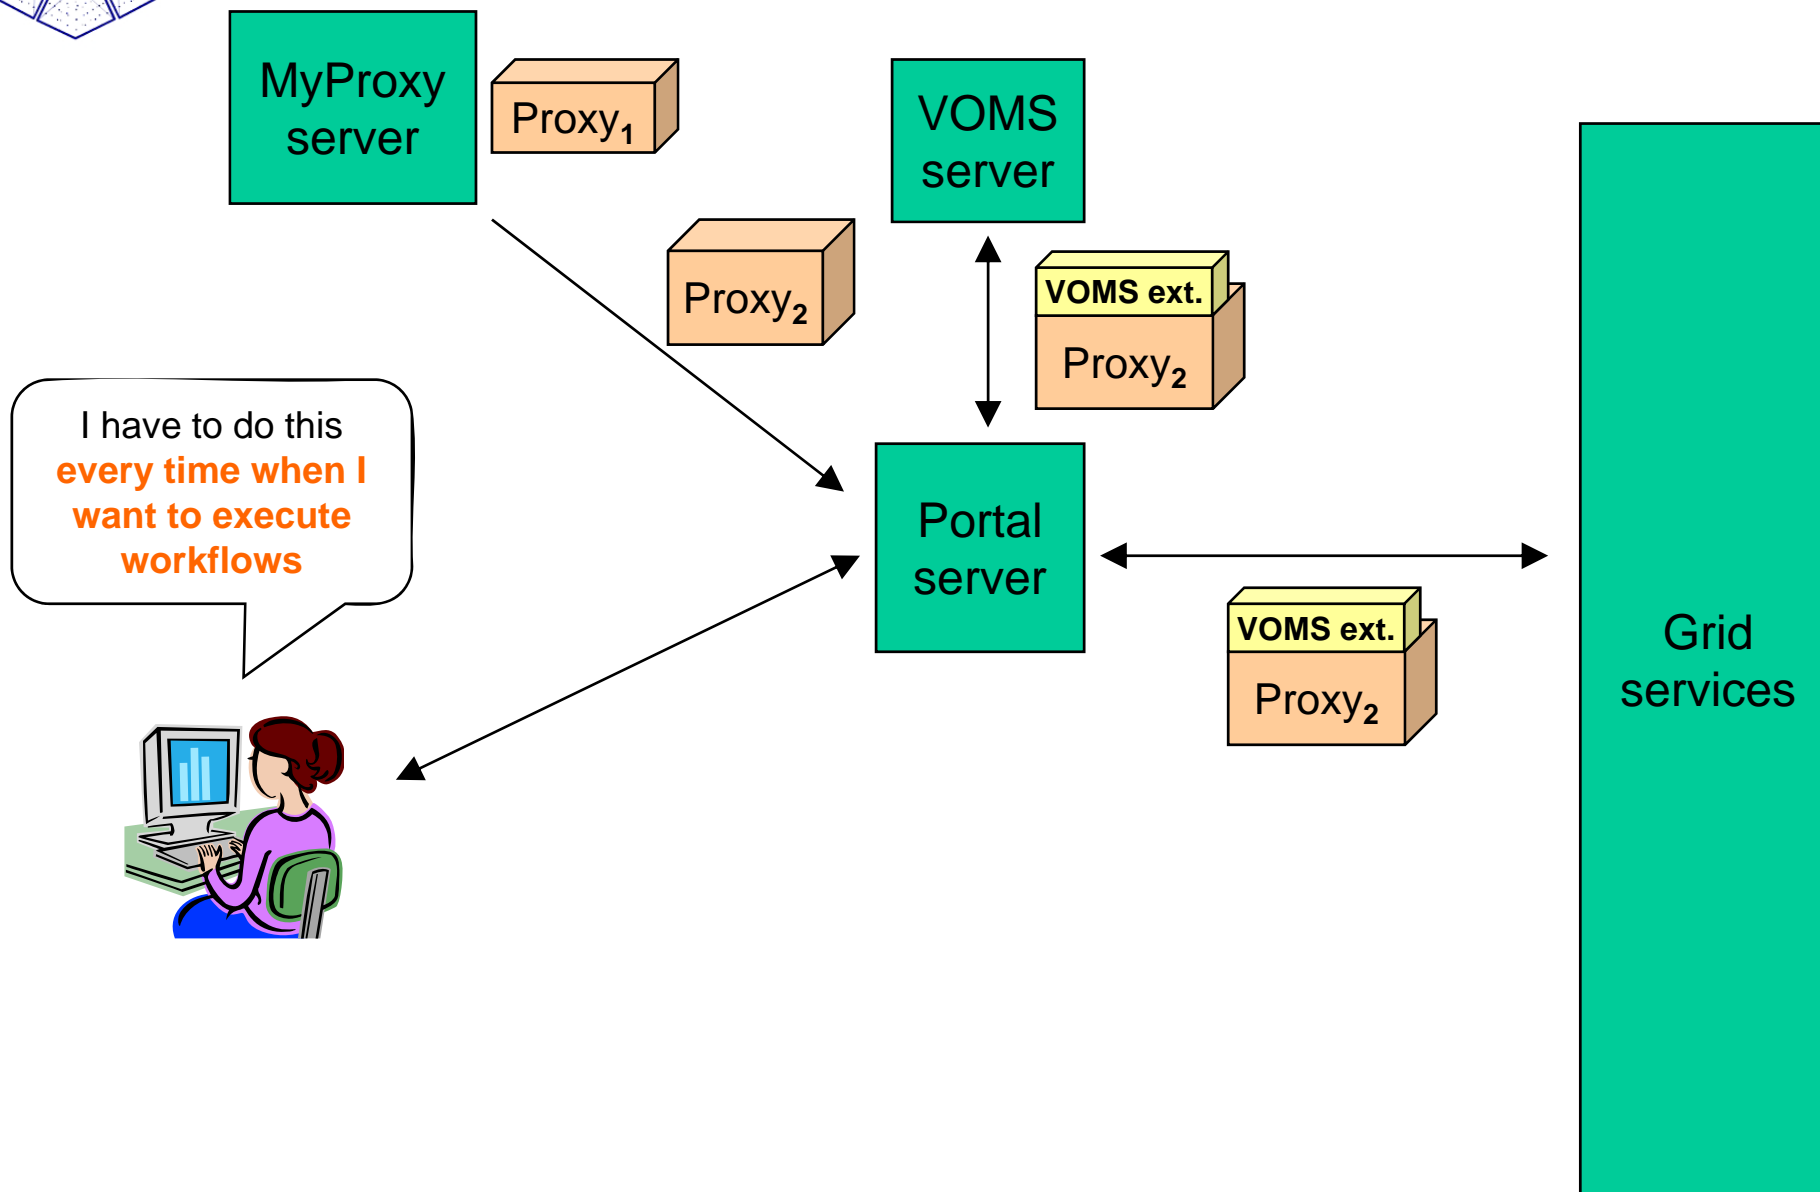 MyProxy
server
Proxy1
VOMS
server
Proxy2
VOMS ext.
Proxy2
I have to do this
every time when I
want to execute
workflows
Portal
server
VOMS ext.
Proxy2
Grid
services